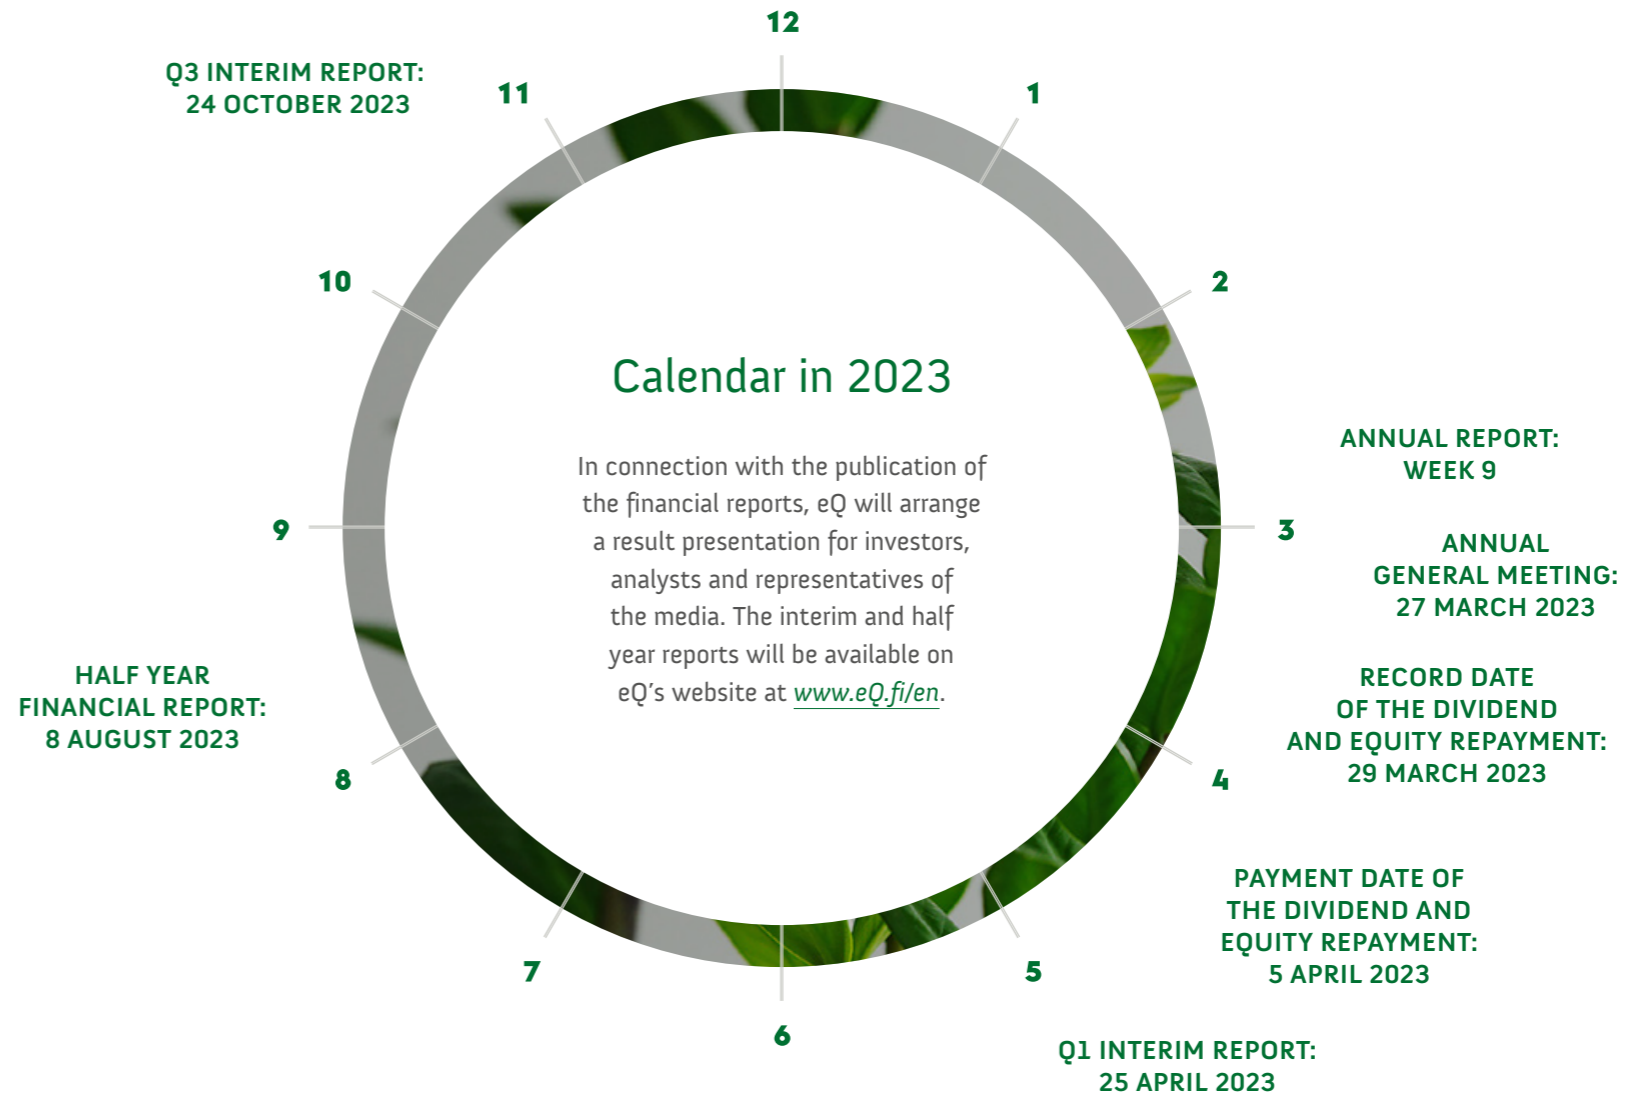 12
1
2
3
4
5
6
7
8
9
10
11
Calendar in 2023
In connection with the publication of
the financial reports, eQ will arrange
a result presentation for investors,
analysts and representatives of
the media. The interim and half
year reports will be available on
eQ’s website at www.eQ.fi/en.
ANNUAL REPORT:
WEEK 9
ANNUAL
GENERAL MEETING:
27 MARCH 2023
RECORD DATE
OF THE DIVIDEND
AND EQUITY REPAYMENT:
29 MARCH 2023
PAYMENT DATE OF
THE DIVIDEND AND
EQUITY REPAYMENT:
5 APRIL 2023
Q1 INTERIM REPORT:
25 APRIL 2023
HALF YEAR
FINANCIAL REPORT:
8 AUGUST 2023
Q3 INTERIM REPORT:
24 OCTOBER 2023